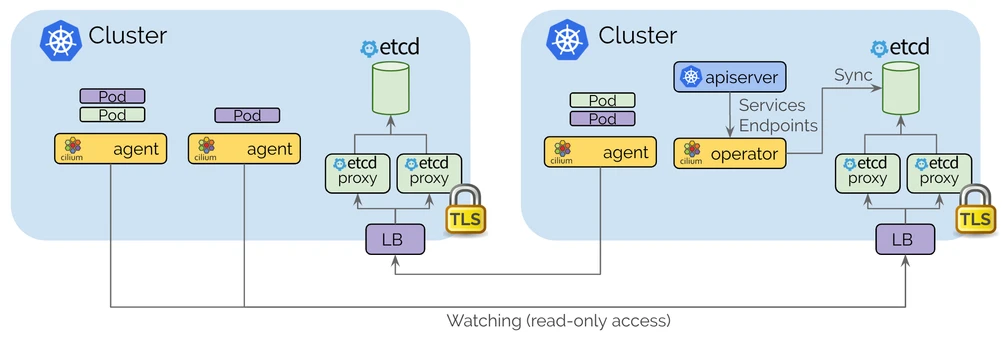 Cluster
etcd
Pod
Pod
Pod
cilium
agent
cilium
agent
etcd
proxy
etcd
proxy
TLS
LB
Cluster
etcd
apiserver
Sync
Services
Endpoints
Pod
Pod
cilium
agent
cilium
operator
etcd
proxy
etcd
proxy
TLS
LB
Watching (read-only access)